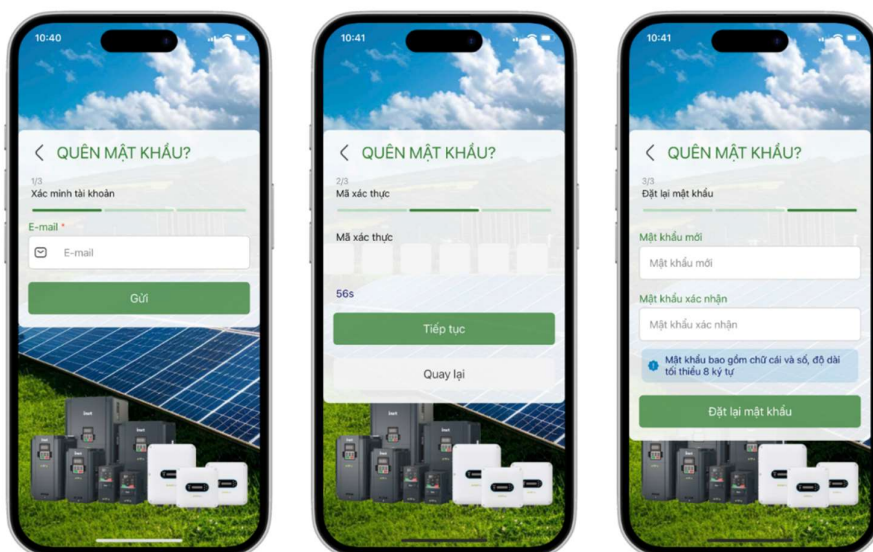 10:40
QUÊN MẬT KHẨU?
1/3
Xác minh tài khoản
E-mail *
E-mail
Gửi
10:41
QUÊN MẬT KHẨU?
2/3
Mã xác thực
Mã xác thực
56s
Tiếp tục
Quay lại
10:41
QUÊN MẬT KHẨU?
3/3
Đặt lại mật khẩu
Mật khẩu mới
Mật khẩu mới
Mật khẩu xác nhận
Mật khẩu xác nhận
Mật khẩu bao gồm chữ cái và số, độ dài
tối thiểu 8 ký tự
Đặt lại mật khẩu